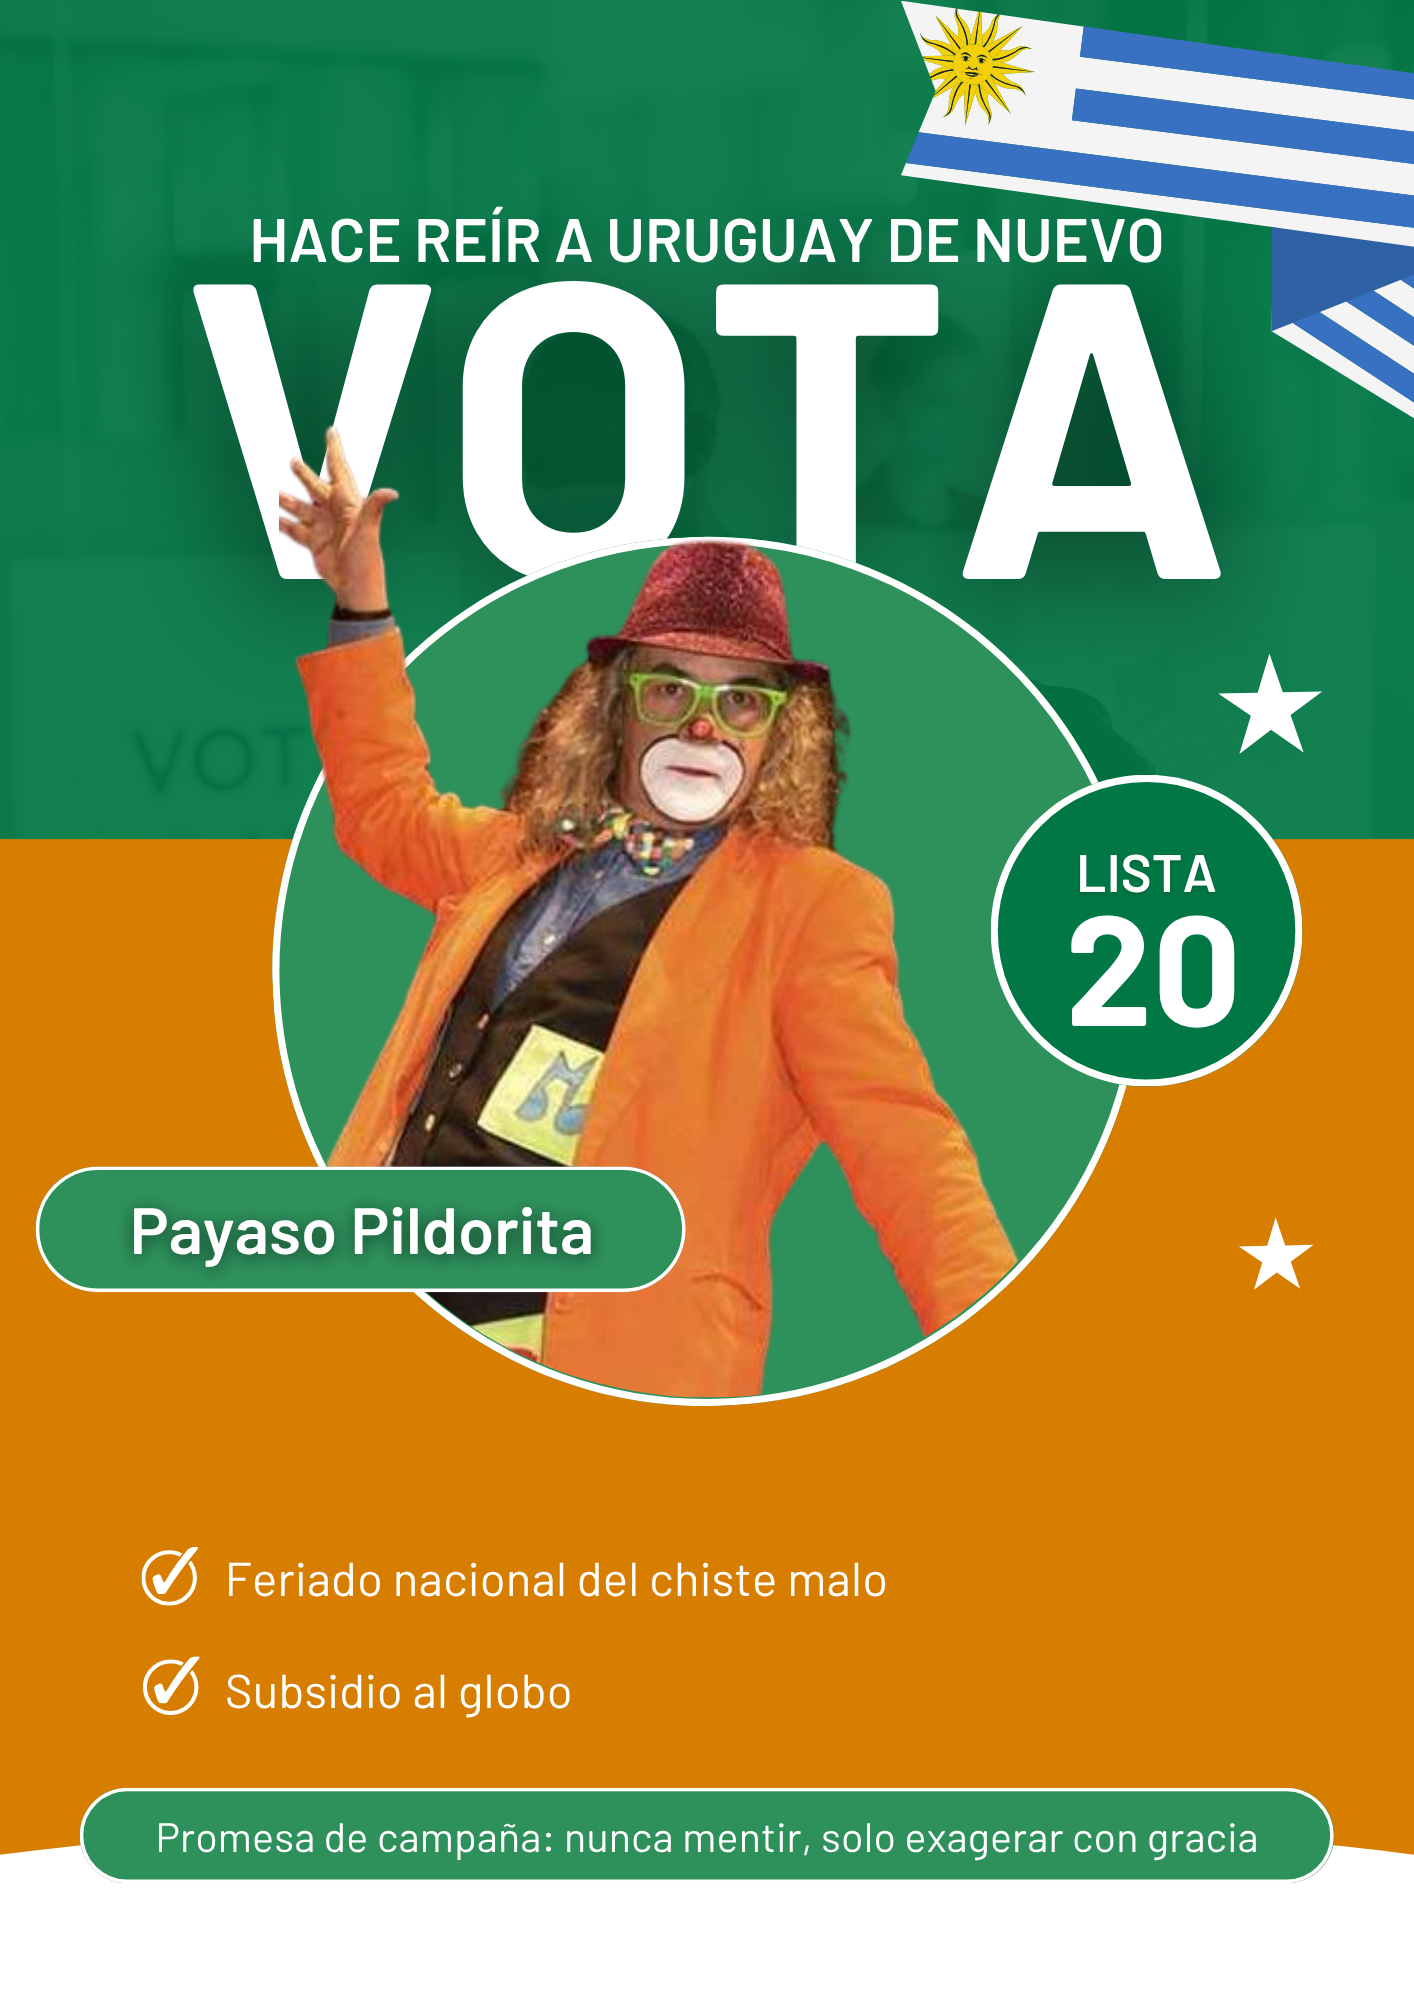 HACE REÍR A URUGUAY DE NUEVO
VOTA
VOT
LISTA
20
Payaso Pildorita
Feriado nacional del chiste malo
Subsidio al globo
Promesa de campaña: nunca mentir, solo exagerar con gracia